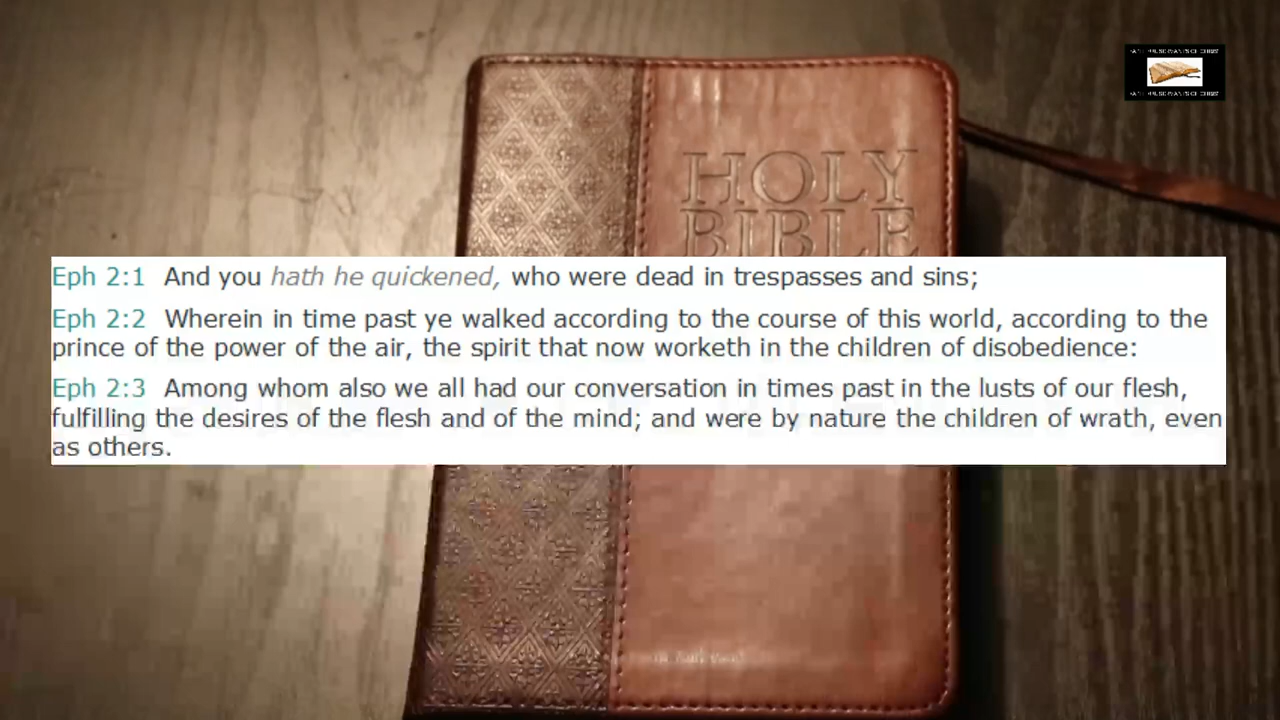 HOLY
BIBLE
Eph 2:1 And you hath he quickened, who were dead in trespasses and sins;
Eph 2:2 Wherein in time past ye walked according to the course of this world, according to the
prince of the power of the air, the spirit that now worketh in the children of disobedience:
Eph 2:3 Among whom also we all had our conversation in times past in the lusts of our flesh,
fulfilling the desires of the flesh and of the mind; and were by nature the children of wrath, even
as others.